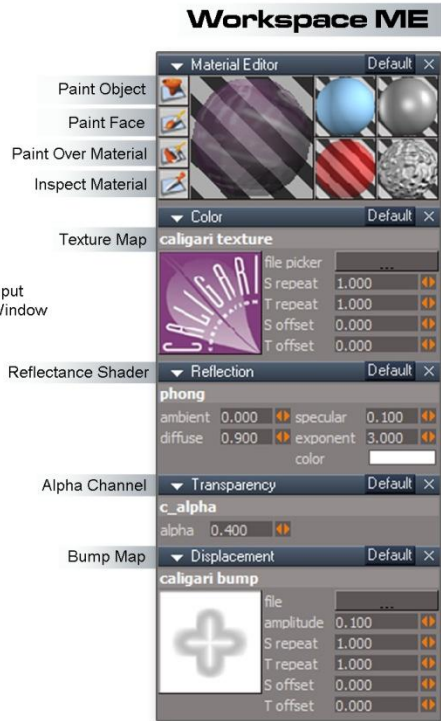 Workspace ME
Material Editor Default ×
Paint Object
Paint Face
Paint Over Material
Inspect Material
Color Default ×
Texture Map caligari texture
CALIGARI
file picker ...
S repeat 1.000
put
Window
T repeat 1.000
S offset 0.000
T offset 0.000
Reflectance Shader Reflection Default ×
phong
ambient 0.000 specular 0.100
diffuse 0.900 exponent 3.000
color
Alpha Channel Transparency Default ×
c_alpha
alpha 0.400
Bump Map Displacement Default ×
caligari bump
file ...
amplitude 0.100
S repeat 1.000
T repeat 1.000
S offset 0.000
T offset 0.000